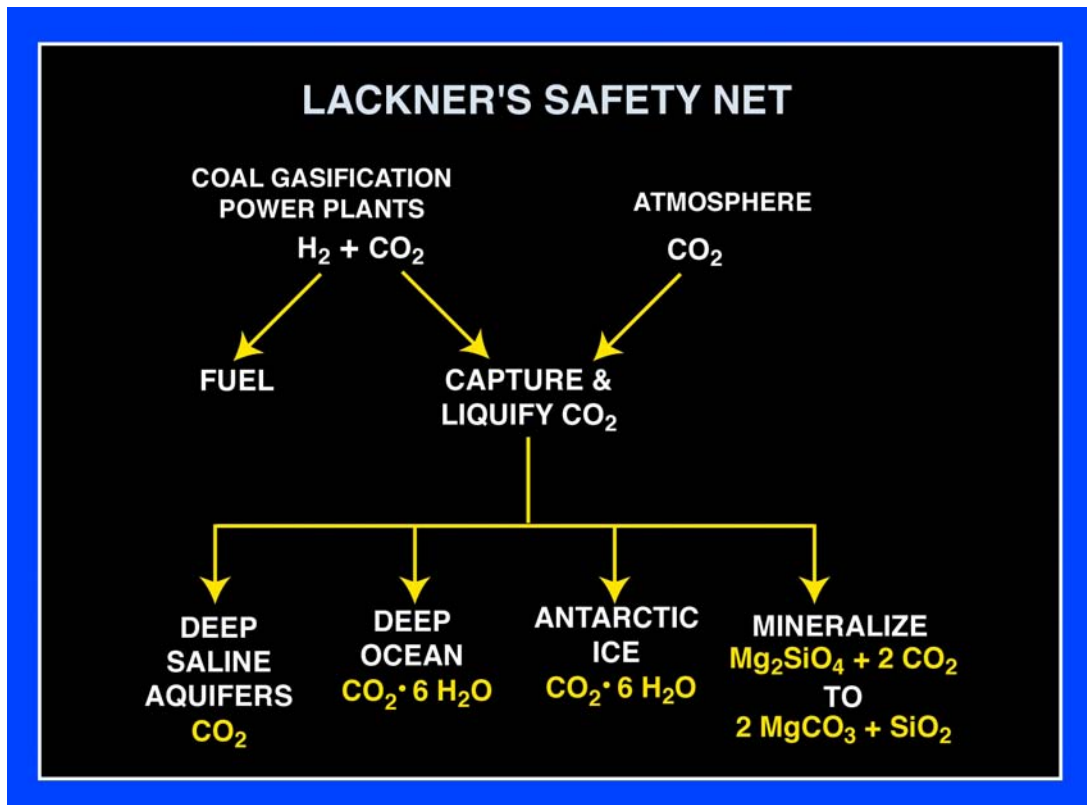 LACKNER'S SAFETY NET
COAL GASIFICATION
POWER PLANTS
H₂ + CO₂
ATMOSPHERE
CO₂
FUEL
CAPTURE &
LIQUIFY CO₂
DEEP
SALINE
AQUIFERS
CO₂
DEEP
OCEAN
CO₂• 6 H₂O
ANTARCTIC
ICE
CO₂• 6 H₂O
MINERALIZE
Mg₂SiO₄ + 2 CO₂
TO
2 MgCO₃ + SiO₂